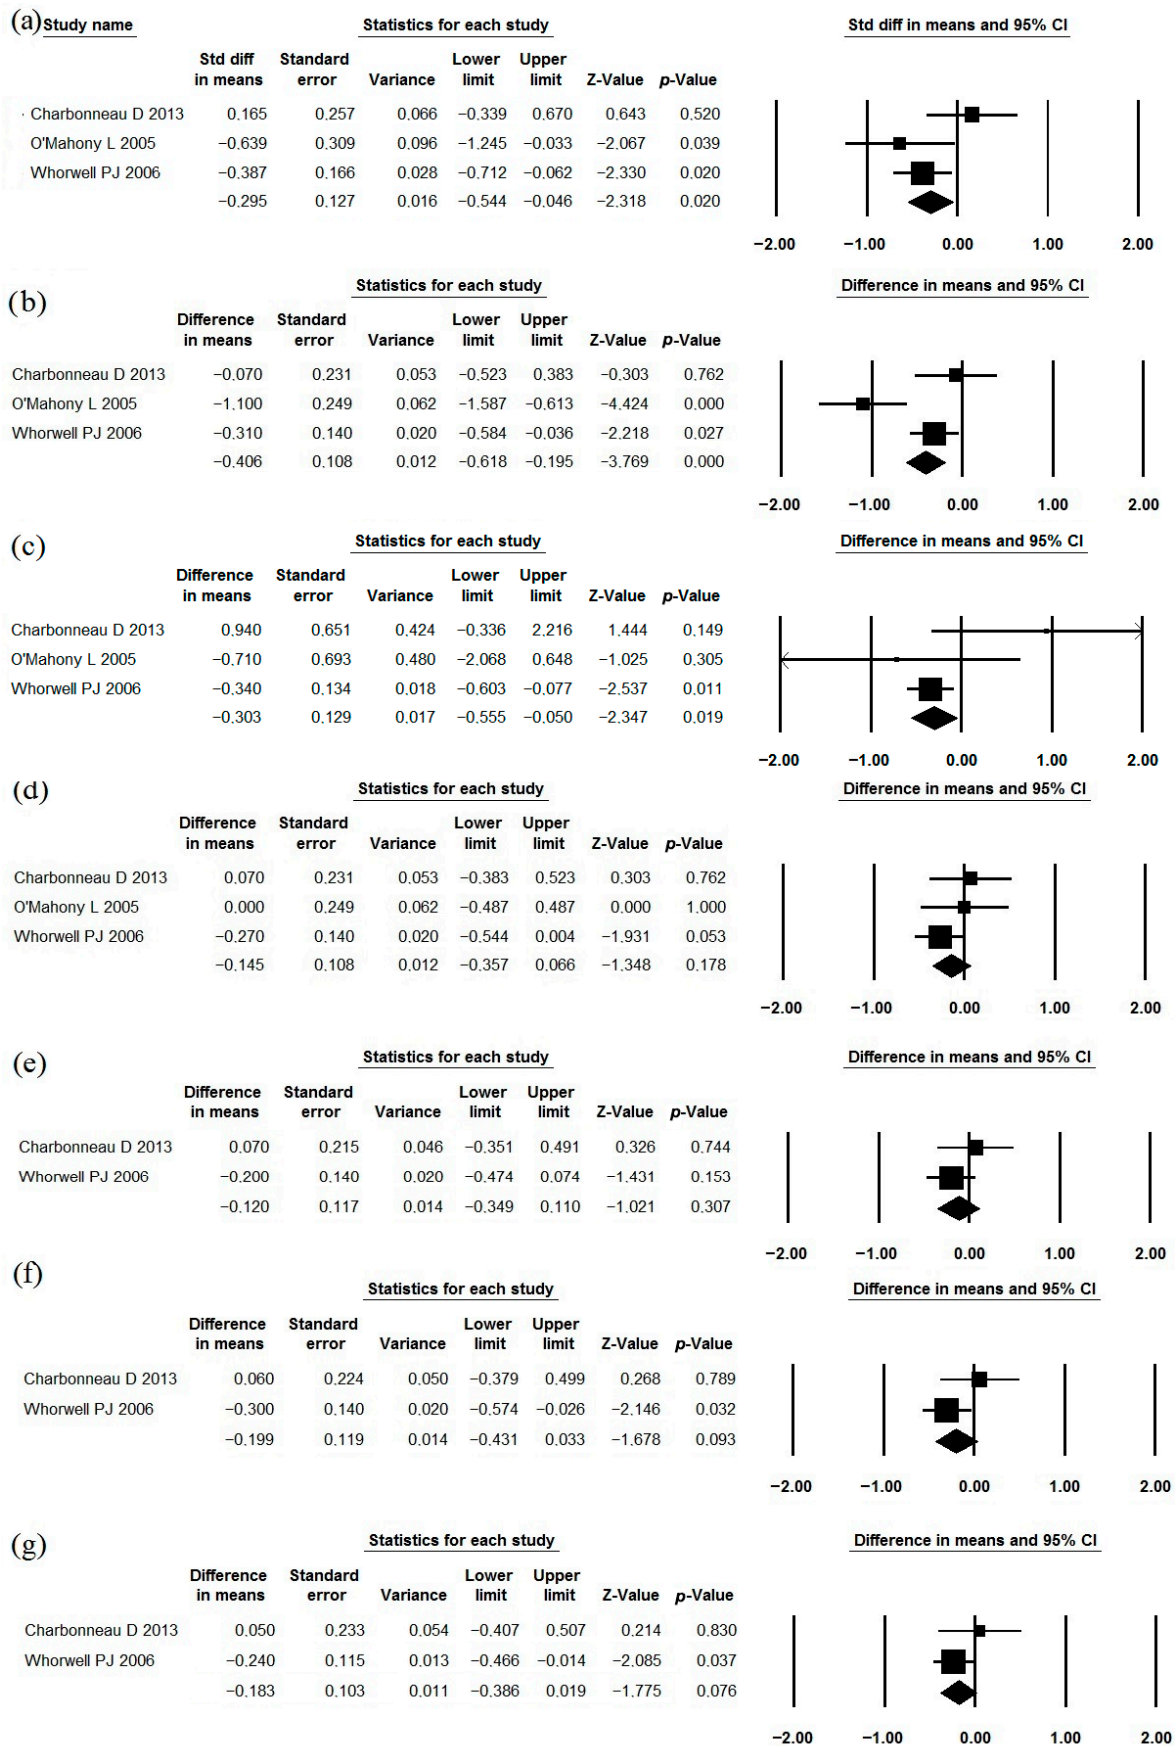 (a) Study name Statistics for each study Std diff in means and 95% CI
Std diff Standard Lower Upper
in means error Variance limit limit Z-Value p-Value
Charbonneau D 2013 0.165 0.257 0.066 −0.339 0.670 0.643 0.520
O'Mahony L 2005 −0.639 0.309 0.096 −1.245 −0.033 −2.067 0.039
Whorwell PJ 2006 −0.387 0.166 0.028 −0.712 −0.062 −2.330 0.020
−0.295 0.127 0.016 −0.544 −0.046 −2.318 0.020
−2.00 −1.00 0.00 1.00 2.00
(b) Statistics for each study Difference in means and 95% CI
Difference Standard Lower Upper
in means error Variance limit limit Z-Value p-Value
Charbonneau D 2013 −0.070 0.231 0.053 −0.523 0.383 −0.303 0.762
O'Mahony L 2005 −1.100 0.249 0.062 −1.587 −0.613 −4.424 0.000
Whorwell PJ 2006 −0.310 0.140 0.020 −0.584 −0.036 −2.218 0.027
−0.406 0.108 0.012 −0.618 −0.195 −3.769 0.000
−2.00 −1.00 0.00 1.00 2.00
(c) Statistics for each study Difference in means and 95% CI
Difference Standard Lower Upper
in means error Variance limit limit Z-Value p-Value
Charbonneau D 2013 0.940 0.651 0.424 −0.336 2.216 1.444 0.149
O'Mahony L 2005 −0.710 0.693 0.480 −2.068 0.648 −1.025 0.305
Whorwell PJ 2006 −0.340 0.134 0.018 −0.603 −0.077 −2.537 0.011
−0.303 0.129 0.017 −0.555 −0.050 −2.347 0.019
−2.00 −1.00 0.00 1.00 2.00
(d) Statistics for each study Difference in means and 95% CI
Difference Standard Lower Upper
in means error Variance limit limit Z-Value p-Value
Charbonneau D 2013 0.070 0.231 0.053 −0.383 0.523 0.303 0.762
O'Mahony L 2005 0.000 0.249 0.062 −0.487 0.487 0.000 1.000
Whorwell PJ 2006 −0.270 0.140 0.020 −0.544 0.004 −1.931 0.053
−0.145 0.108 0.012 −0.357 0.066 −1.348 0.178
−2.00 −1.00 0.00 1.00 2.00
(e) Statistics for each study Difference in means and 95% CI
Difference Standard Lower Upper
in means error Variance limit limit Z-Value p-Value
Charbonneau D 2013 0.070 0.215 0.046 −0.351 0.491 0.326 0.744
Whorwell PJ 2006 −0.200 0.140 0.020 −0.474 0.074 −1.431 0.153
−0.120 0.117 0.014 −0.349 0.110 −1.021 0.307
−2.00 −1.00 0.00 1.00 2.00
(f) Statistics for each study Difference in means and 95% CI
Difference Standard Lower Upper
in means error Variance limit limit Z-Value p-Value
Charbonneau D 2013 0.060 0.224 0.050 −0.379 0.499 0.268 0.789
Whorwell PJ 2006 −0.300 0.140 0.020 −0.574 −0.026 −2.146 0.032
−0.199 0.119 0.014 −0.431 0.033 −1.678 0.093
−2.00 −1.00 0.00 1.00 2.00
(g) Statistics for each study Difference in means and 95% CI
Difference Standard Lower Upper
in means error Variance limit limit Z-Value p-Value
Charbonneau D 2013 0.050 0.233 0.054 −0.407 0.507 0.214 0.830
Whorwell PJ 2006 −0.240 0.115 0.013 −0.466 −0.014 −2.085 0.037
−0.183 0.103 0.011 −0.386 0.019 −1.775 0.076
−2.00 −1.00 0.00 1.00 2.00